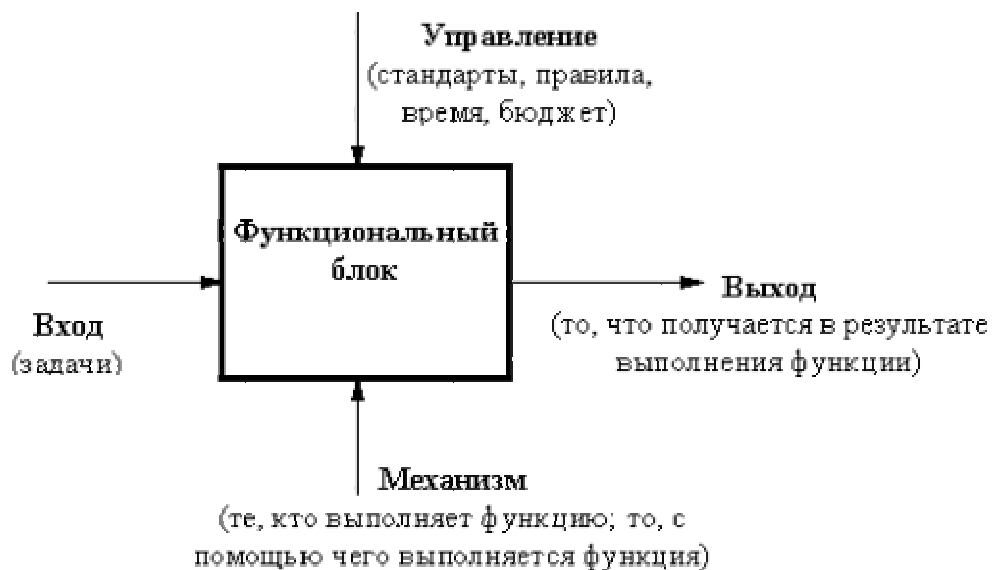 Управление
(стандарты, правила,
время, бюджет)
Функциональный
блок
Вход
(задачи)
Выход
(то, что получается в результате
выполнения функции)
Механизм
(те, кто выполняет функцию; то, с
помощью чего выполняется функция)